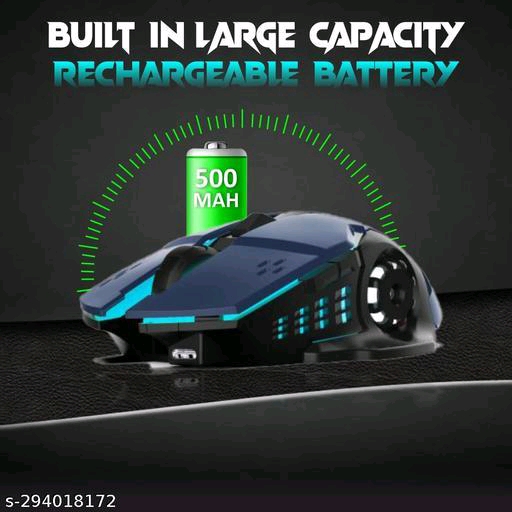 BUILT IN LARGE CAPACITY
RECHARGEABLE BATTERY
500
MAH
s-294018172